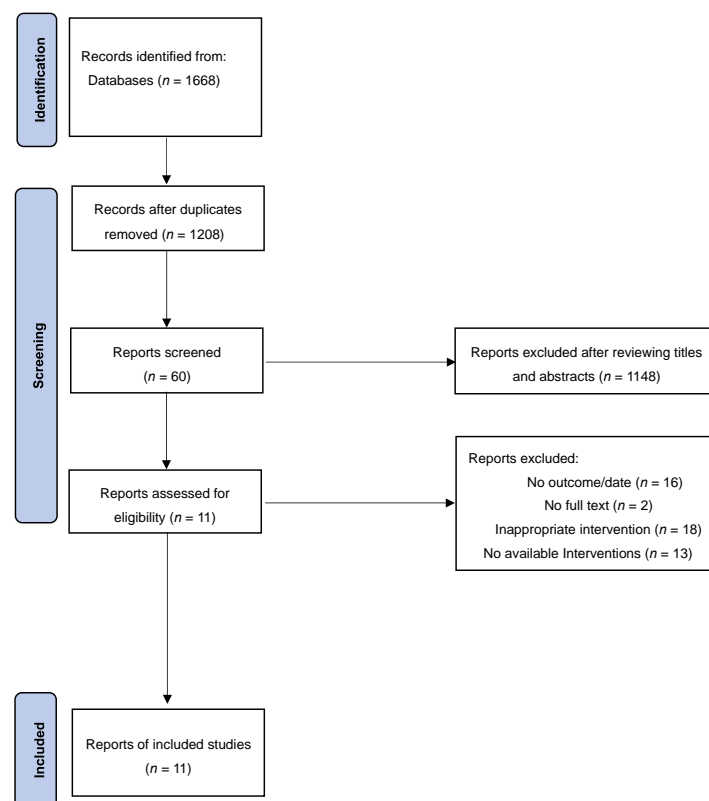 Identification
Records identified from:
Databases (n = 1668)
Screening
Records after duplicates
removed (n = 1208)
Reports screened
(n = 60)
Reports excluded after reviewing titles
and abstracts (n = 1148)
Reports assessed for
eligibility (n = 11)
Reports excluded:
No outcome/date (n = 16)
No full text (n = 2)
Inappropriate intervention (n = 18)
No available Interventions (n = 13)
Included
Reports of included studies
(n = 11)